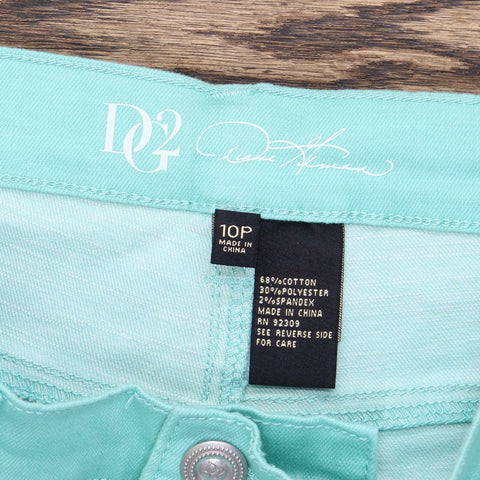 DG2
10P
MADE IN
CHINA
68%COTTON
30%POLYESTER
2%SPANDEX
MADE IN CHINA
RN 92309
SEE REVERSE SIDE
FOR CARE